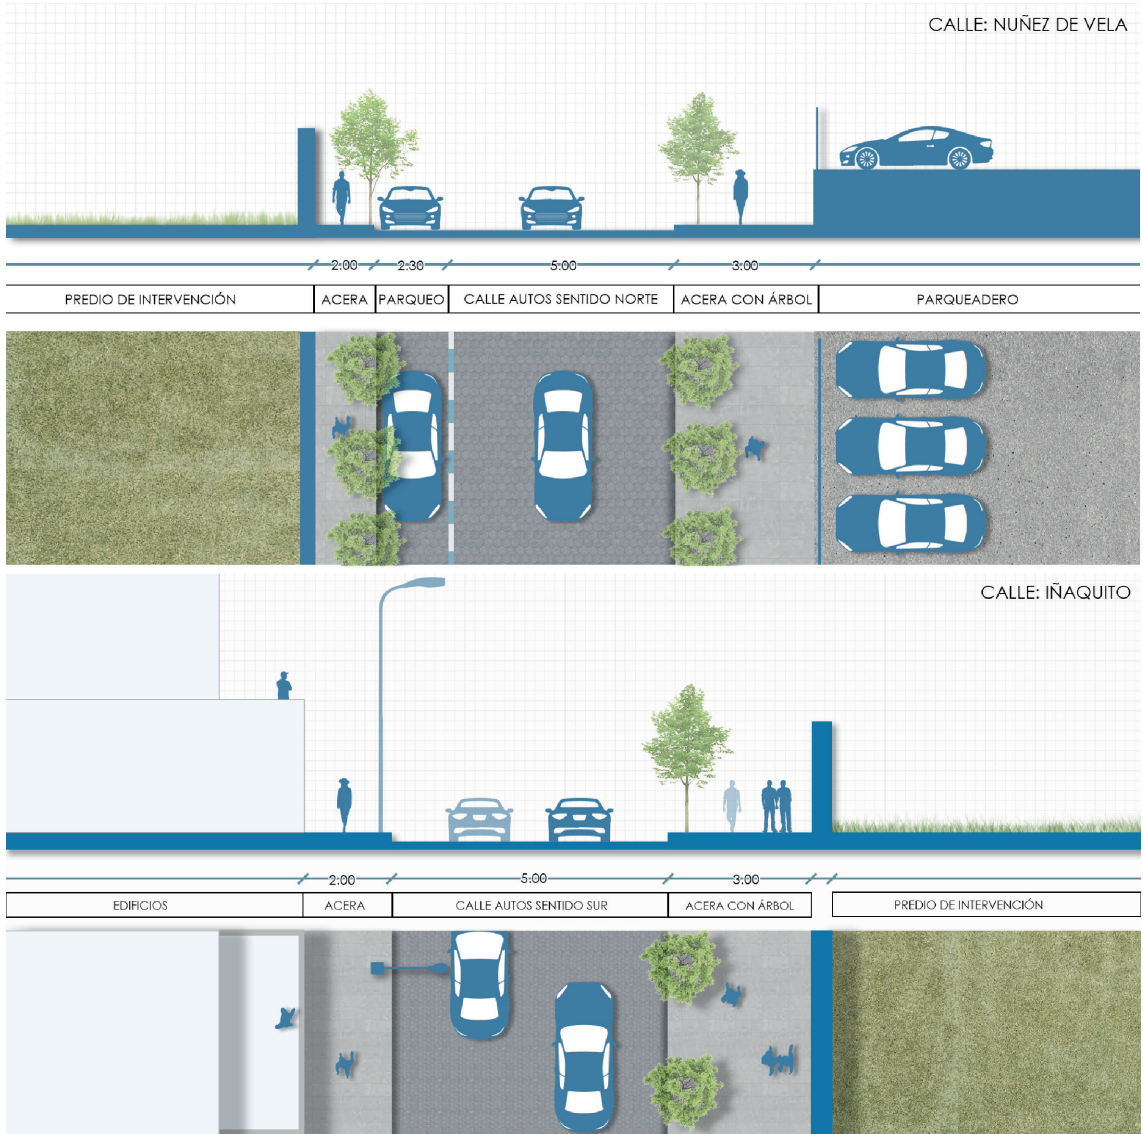 CALLE: NUÑEZ DE VELA
2.00 2.30 5.00 3.00
PREDIO DE INTERVENCIÓN ACERA PARQUEO CALLE AUTOS SENTIDO NORTE ACERA CON ÁRBOL PARQUEADERO
CALLE: IÑAQUITO
2.00 5.00 3.00
EDIFICIOS ACERA CALLE AUTOS SENTIDO SUR ACERA CON ÁRBOL PREDIO DE INTERVENCIÓN